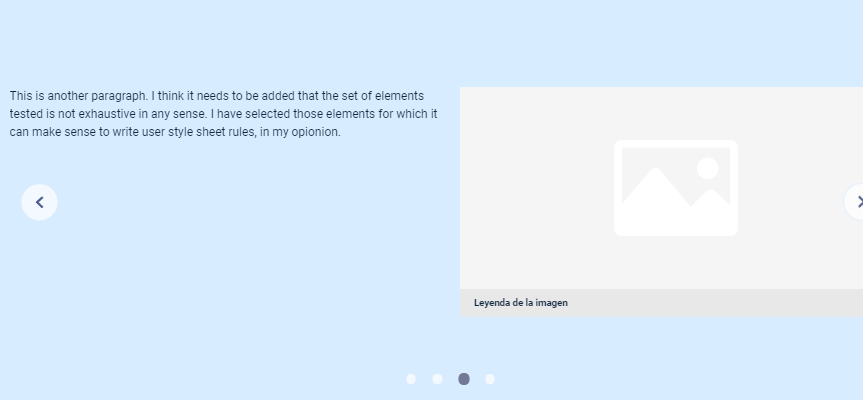 This is another paragraph. I think it needs to be added that the set of elements
tested is not exhaustive in any sense. I have selected those elements for which it
can make sense to write user style sheet rules, in my opionion.
Leyenda de la imagen